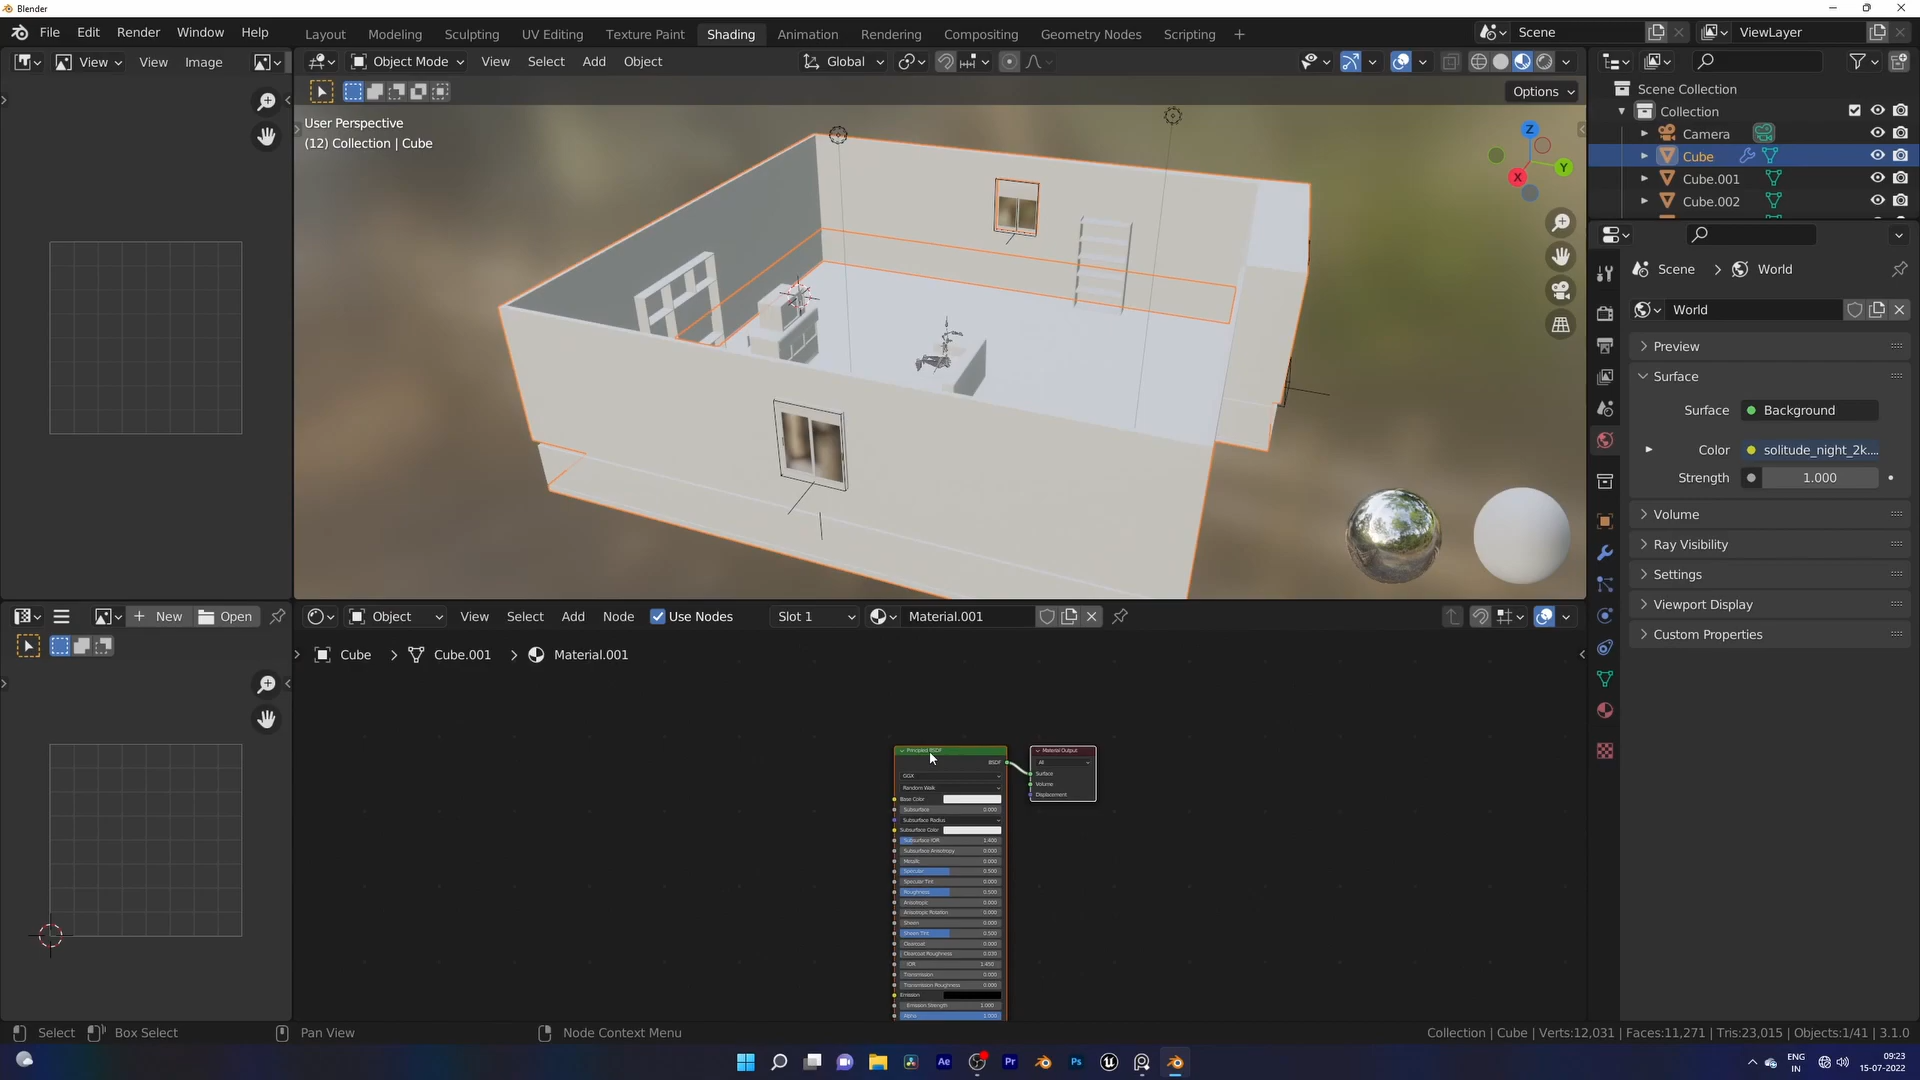 Blender
File Edit Render Window Help
Layout Modeling Sculpting UV Editing Texture Paint Shading Animation Rendering Compositing Geometry Nodes Scripting
Scene
ViewLayer
View View Image
Object Mode View Select Add Object
Global
Options
User Perspective
(12) Collection | Cube
Z
Y
X
Scene Collection
Collection
Camera
Cube
Cube.001
Cube.002
Scene > World
World
Preview
Surface
Surface Background
Color solitude_night_2k....
Strength 1.000
Volume
Ray Visibility
Settings
Viewport Display
Custom Properties
New Open
Object View Select Add Node Use Nodes Slot 1 Material.001
Cube > Cube.001 > Material.001
Principled BSDF
BSDF
GGX
Random Walk
Base Color
Subsurface 0.000
Subsurface Radius
Subsurface Color
Subsurface IOR 1.400
Subsurface Anisotropy 0.000
Metallic 0.000
Specular 0.500
Specular Tint 0.000
Roughness 0.500
Anisotropic 0.000
Anisotropic Rotation 0.000
Sheen 0.000
Sheen Tint 0.500
Clearcoat 0.000
Clearcoat Roughness 0.030
IOR 1.450
Transmission 0.000
Transmission Roughness 0.000
Emission
Emission Strength 1.000
Alpha 1.000
Material Output
All
Surface
Volume
Displacement
Select Box Select Pan View Node Context Menu
Collection | Cube | Verts:12,031 | Faces:11,271 | Tris:23,015 | Objects:1/41 | 3.1.0
Ae
Pr
Ps
ENG
IN
09:23
15-07-2022